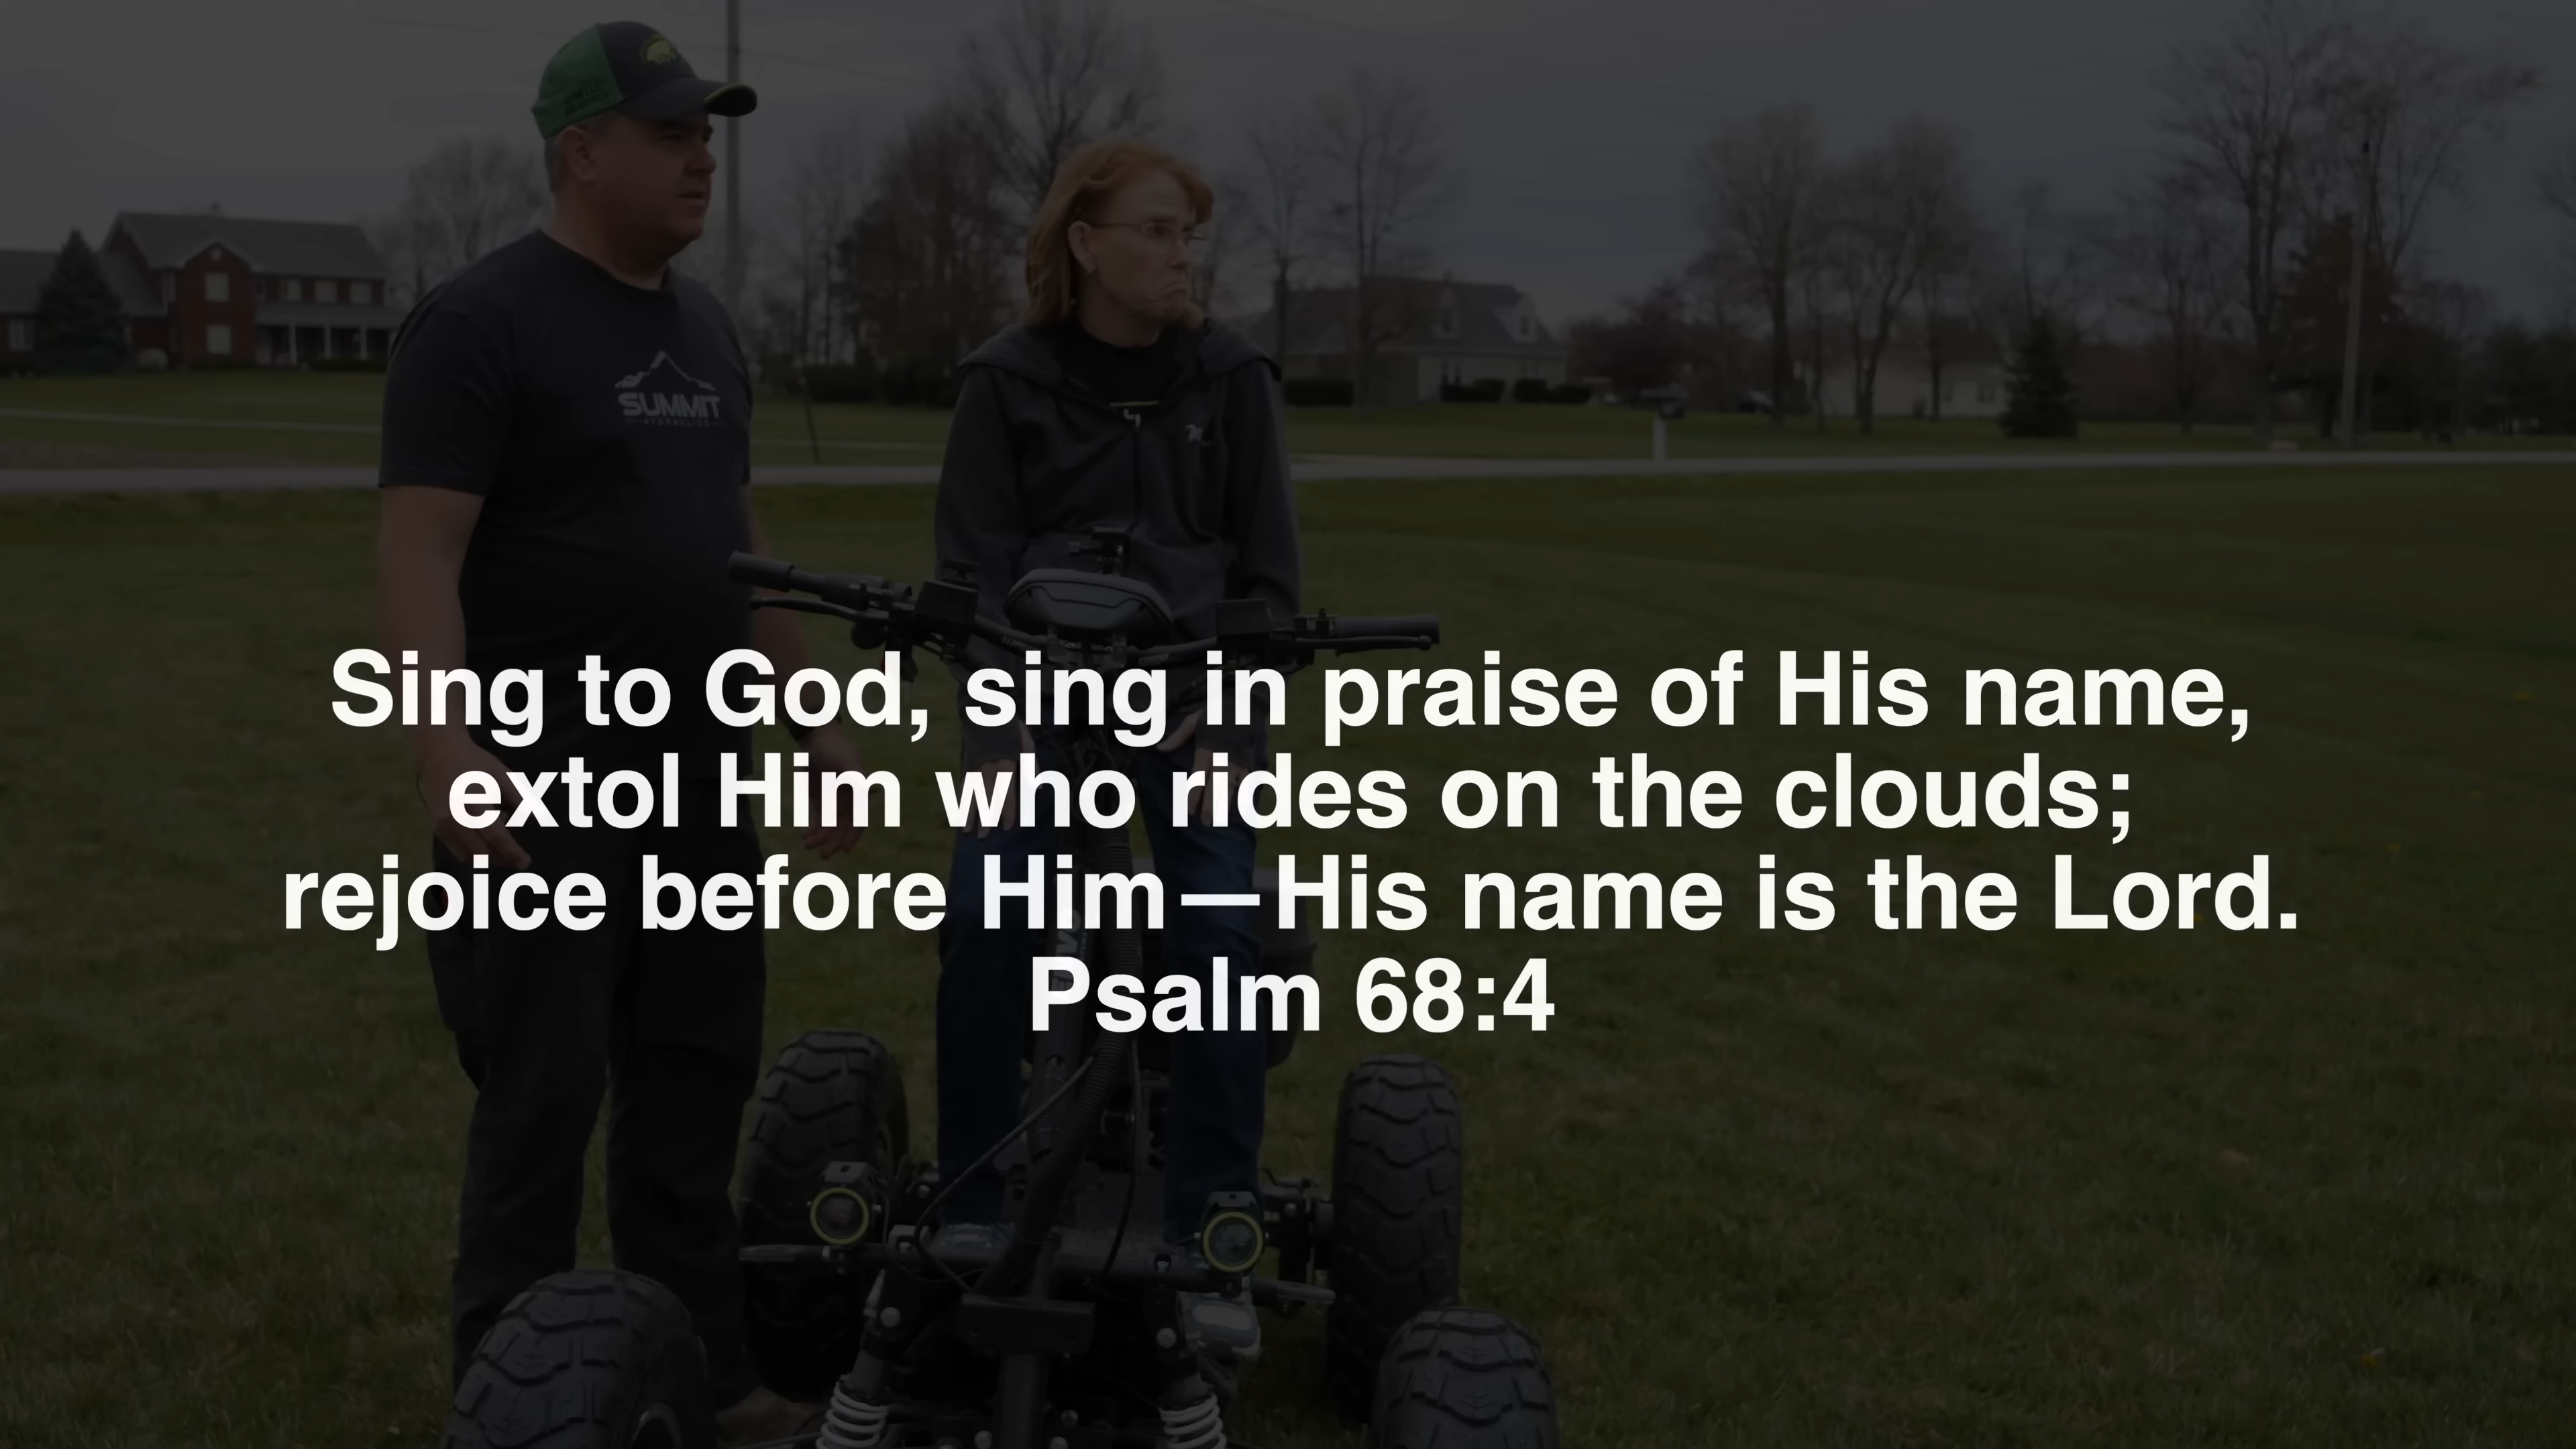 SUMMIT
HYDRAULICS
Sing to God, sing in praise of His name,
extol Him who rides on the clouds;
rejoice before Him—His name is the Lord.
Psalm 68:4